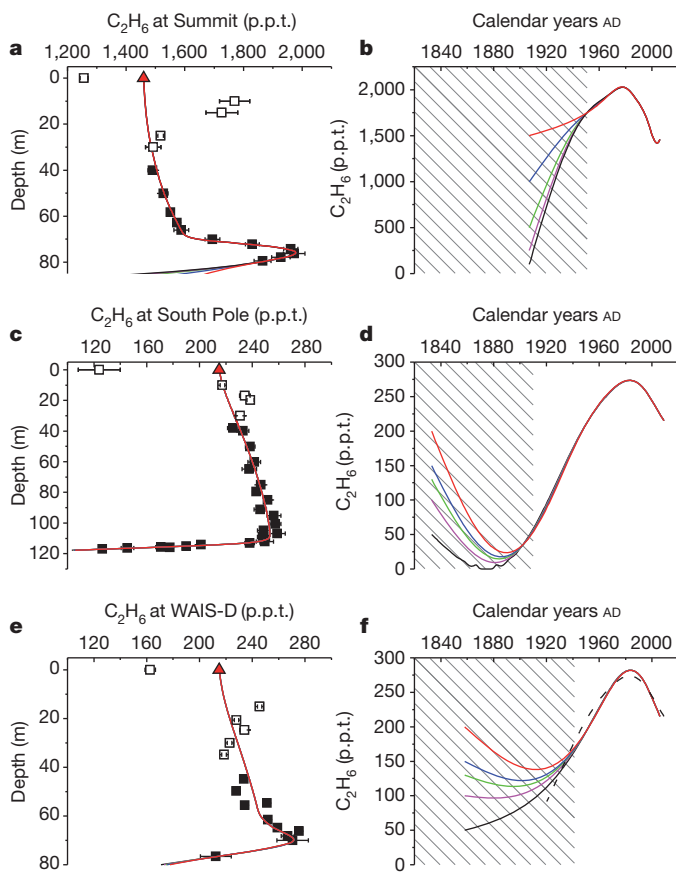 C₂H₆ at Summit (p.p.t.)
Calendar years AD
a
1,200 1,400 1,600 1,800 2,000
b
1840 1880 1920 1960 2000
Depth (m)
0
20
40
60
80
C₂H₆ (p.p.t.)
2,000
1,500
1,000
500
0
C₂H₆ at South Pole (p.p.t.)
Calendar years AD
c
120 160 200 240 280
d
1840 1880 1920 1960 2000
Depth (m)
0
20
40
60
80
100
120
C₂H₆ (p.p.t.)
300
250
200
150
100
50
0
C₂H₆ at WAIS-D (p.p.t.)
Calendar years AD
e
120 160 200 240 280
f
1840 1880 1920 1960 2000
Depth (m)
0
20
40
60
80
C₂H₆ (p.p.t.)
300
250
200
150
100
50
0